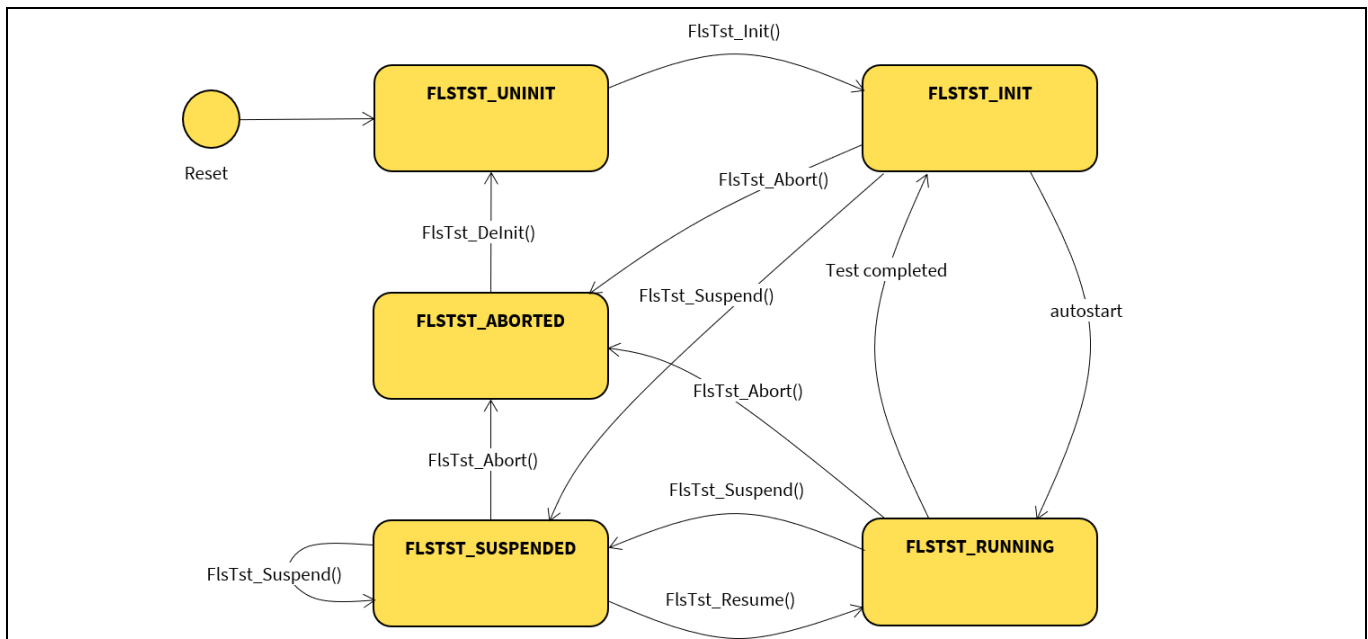 FlsTst_Init()
FLSTST_UNINIT
FLSTST_INIT
Reset
FlsTst_Abort()
FlsTst_DeInit()
Test completed
FlsTst_Suspend()
autostart
FLSTST_ABORTED
FlsTst_Abort()
FlsTst_Abort()
FlsTst_Suspend()
FLSTST_SUSPENDED
FLSTST_RUNNING
FlsTst_Suspend()
FlsTst_Resume()